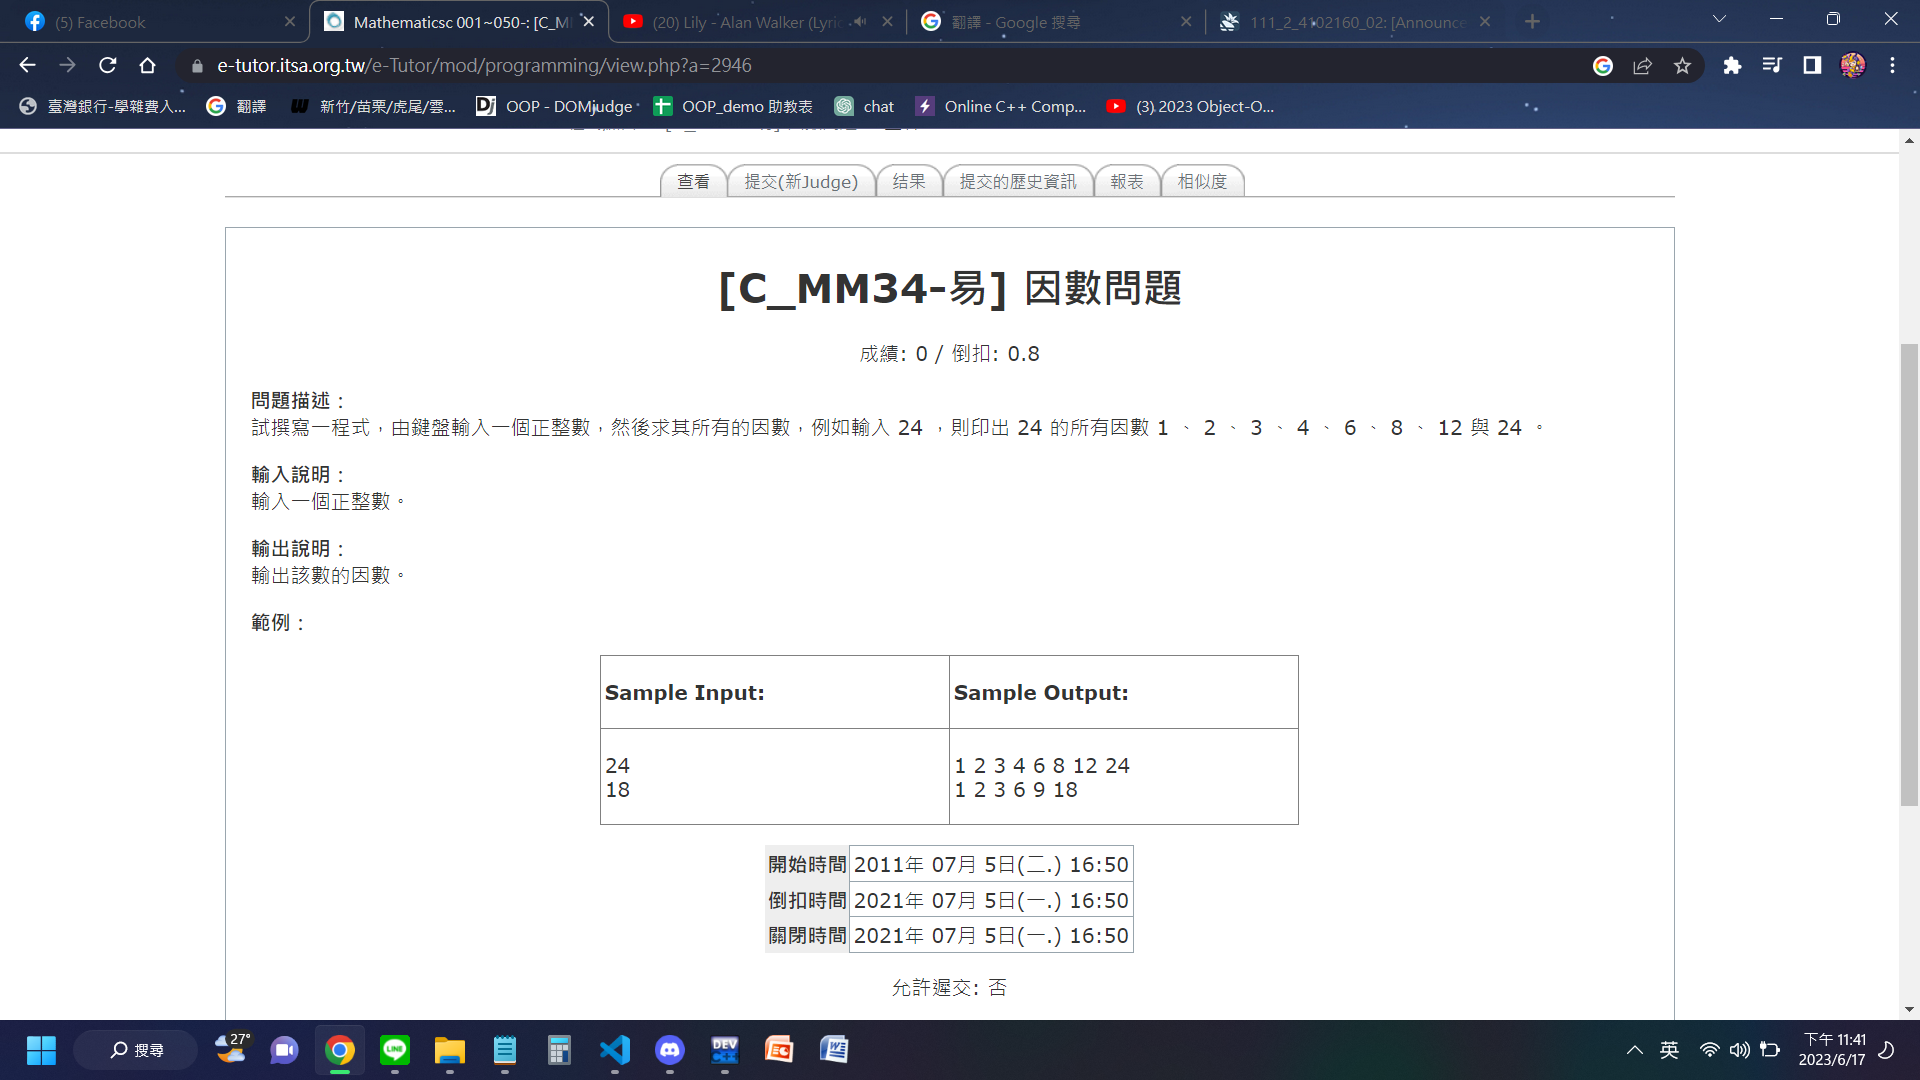 (5) Facebook
Mathematicsc 001~050-: [C_M
(20) Lily - Alan Walker (Lyric
翻譯 - Google 搜尋
111_2_4102160_02: [Announce
e-tutor.itsa.org.tw/e-Tutor/mod/programming/view.php?a=2946
臺灣銀行-學雜費入...
翻譯
新竹/苗栗/虎尾/雲...
OOP - DOMjudge
OOP_demo 助教表
chat
Online C++ Comp...
(3) 2023 Object-O...
查看
提交(新Judge)
结果
提交的歷史資訊
報表
相似度
[C_MM34-易] 因數問題
成績: 0 / 倒扣: 0.8
問題描述：
試撰寫一程式，由鍵盤輸入一個正整數，然後求其所有的因數，例如輸入 24 ，則印出 24 的所有因數 1 、 2 、 3 、 4 、 6 、 8 、 12 與 24 。
輸入說明：
輸入一個正整數。
輸出說明：
輸出該數的因數。
範例：
Sample Input:
Sample Output:
24
18
1 2 3 4 6 8 12 24
1 2 3 6 9 18
開始時間 2011年 07月 5日(二.) 16:50
倒扣時間 2021年 07月 5日(一.) 16:50
關閉時間 2021年 07月 5日(一.) 16:50
允許遲交: 否
搜尋
27°
LINE
DEV
C++
英
下午 11:41
2023/6/17